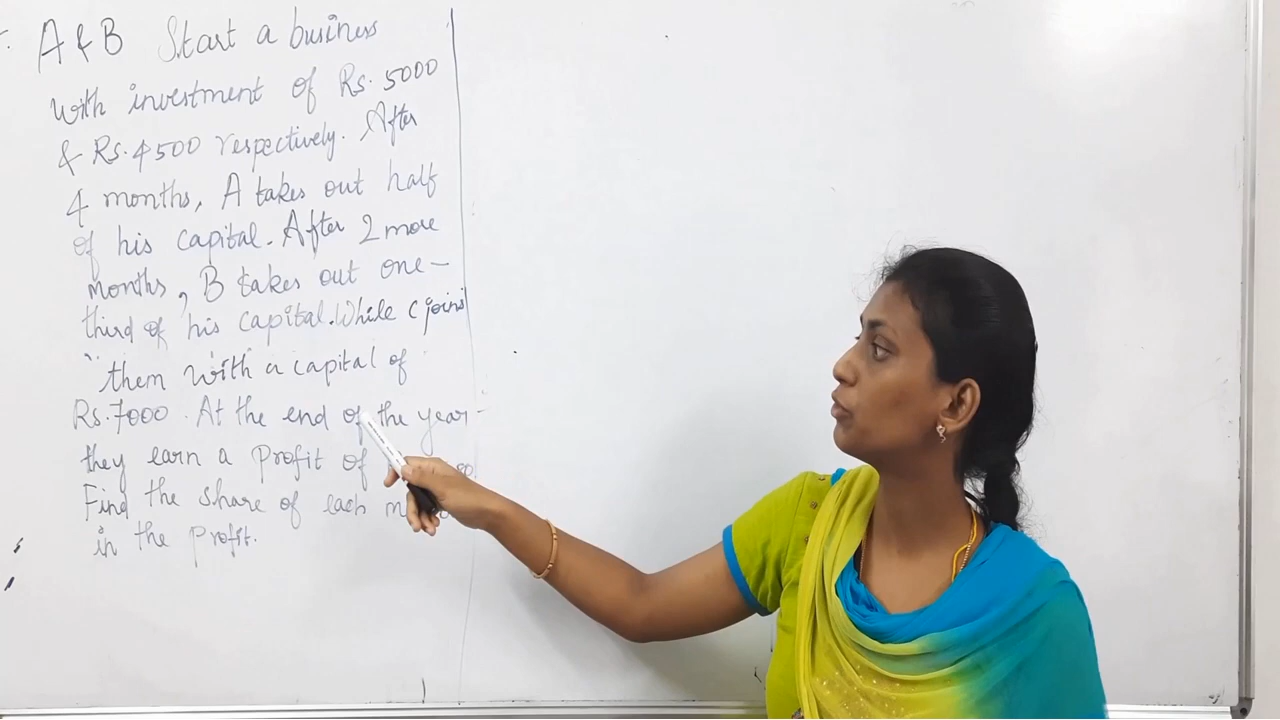 A & B Start a business
with investment of Rs. 5000
& Rs. 4500 respectively. After
4 months, A takes out half
of his capital. After 2 more
months, B takes out one-
third of his capital. While C joins
them with a capital of
Rs. 7000. At the end of the year
they earn a Profit of
Find the share of each
in the Profit.